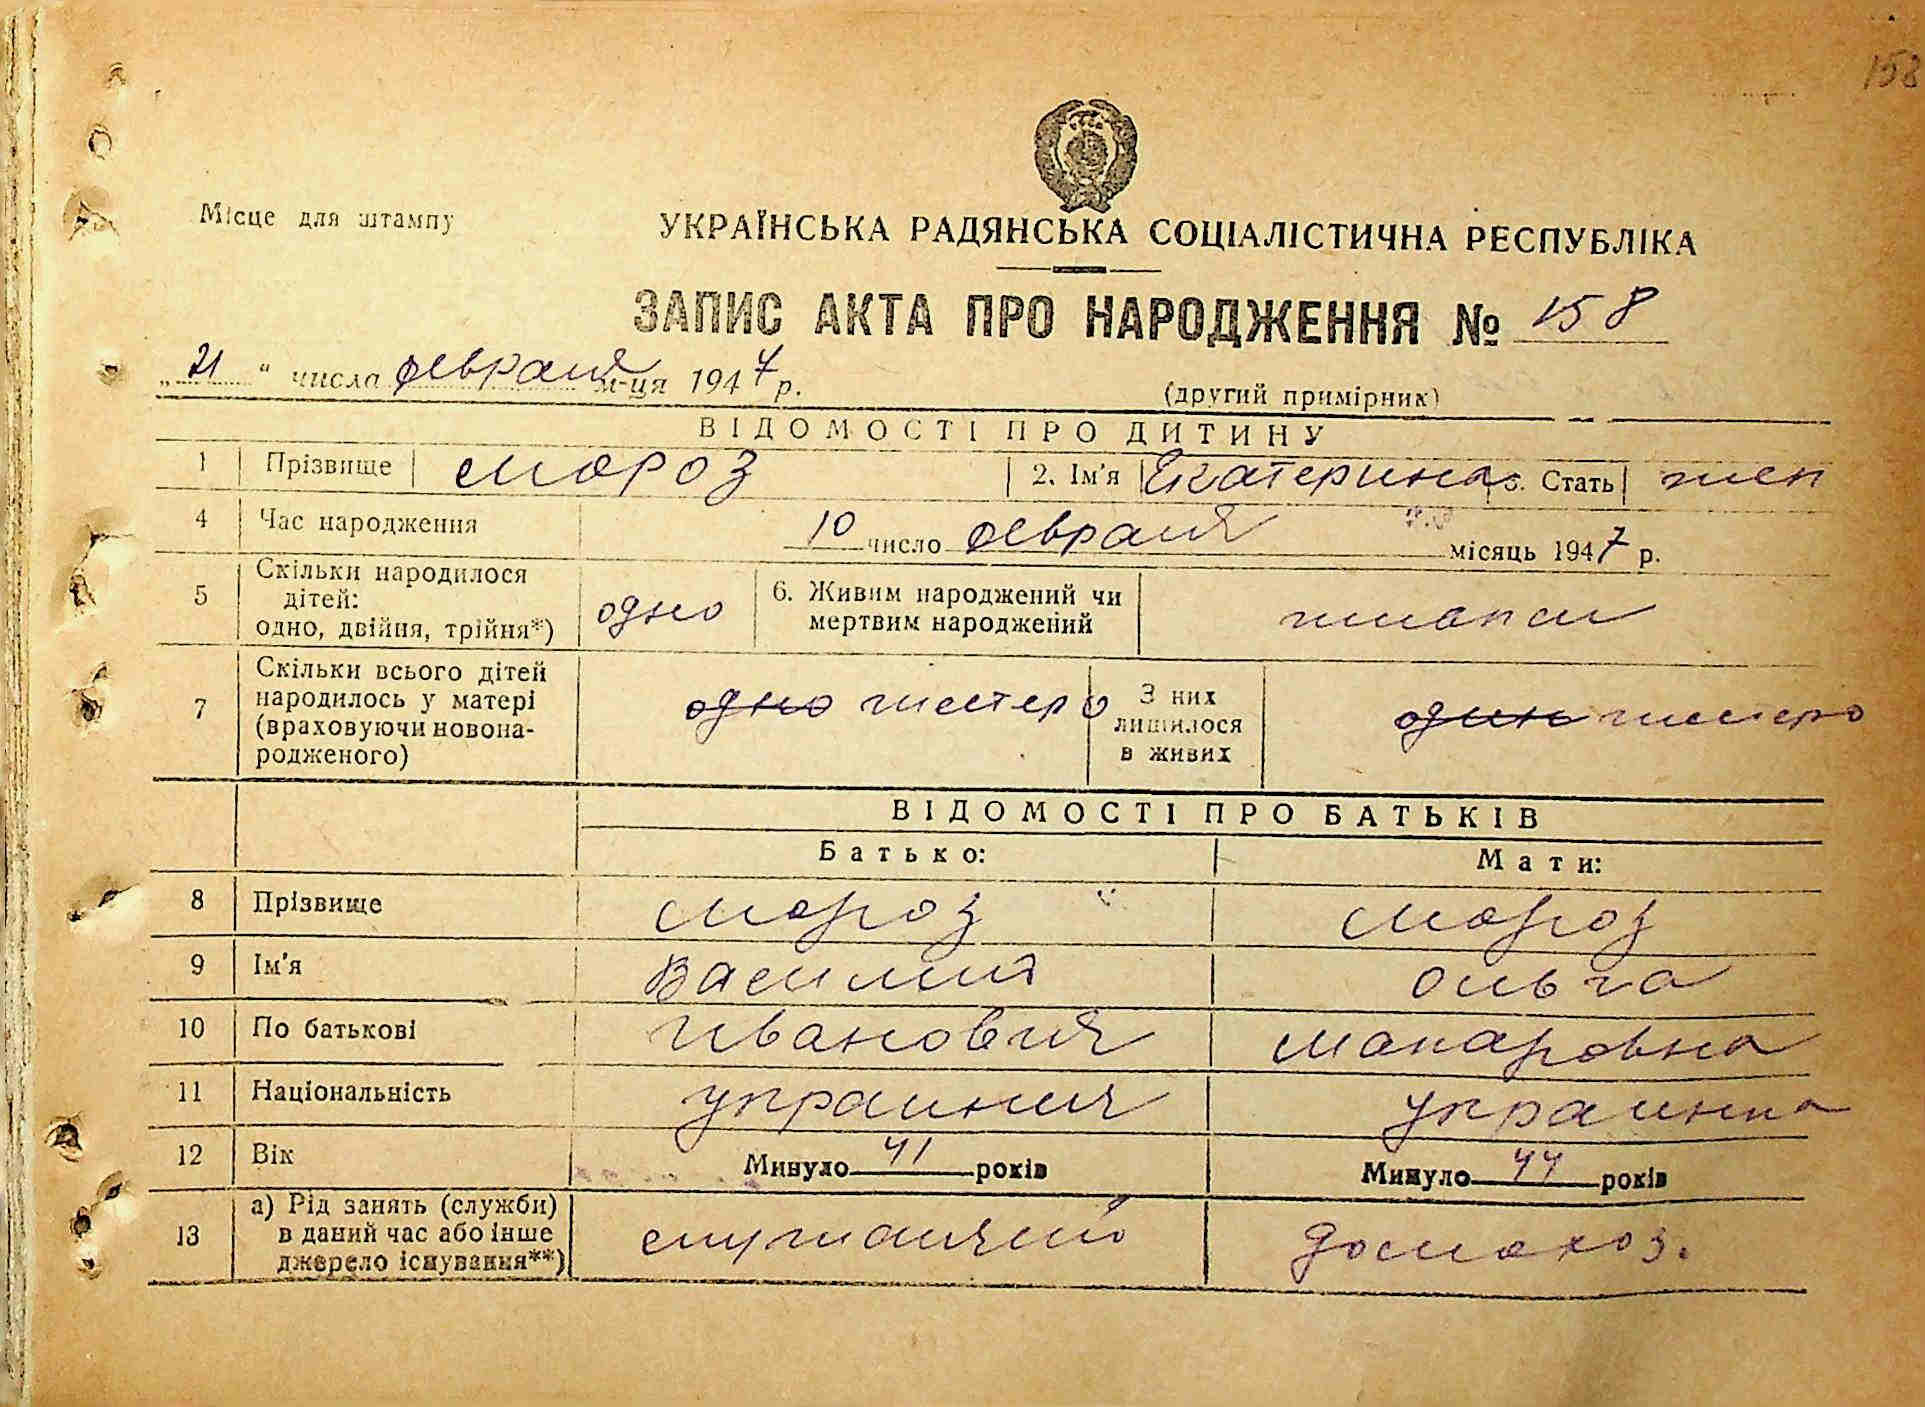 158
Місце для штампу
УКРАЇНСЬКА РАДЯНСЬКА СОЦІАЛІСТИЧНА РЕСПУБЛІКА
ЗАПИС АКТА ПРО НАРОДЖЕННЯ № 158
„21“ числа февраля м-ця 1947 р.
(другий примірник)
ВІДОМОСТІ ПРО ДИТИНУ
1 Прізвище Мороз 2. Ім'я Екатерина 3. Стать жен
4 Час народження 10 число февраля місяць 1947 р.
5 Скільки народилося дітей: одно, двійня, трійня*) одно 6. Живим народжений чи мертвим народжений живым
7 Скільки всього дітей народилось у матері (враховуючи новонародженого) одно шестеро З них лишилося в живих один шестеро
ВІДОМОСТІ ПРО БАТЬКІВ
Батько: Мати:
8 Прізвище Мороз Мороз
9 Ім'я Василий Ольга
10 По батькові Иванович Макаровна
11 Національність украинец украинка
12 Вік Минуло 41 років Минуло 44 років
13 а) Рід занять (служби) в даний час або інше джерело існування**) служащий домохоз.